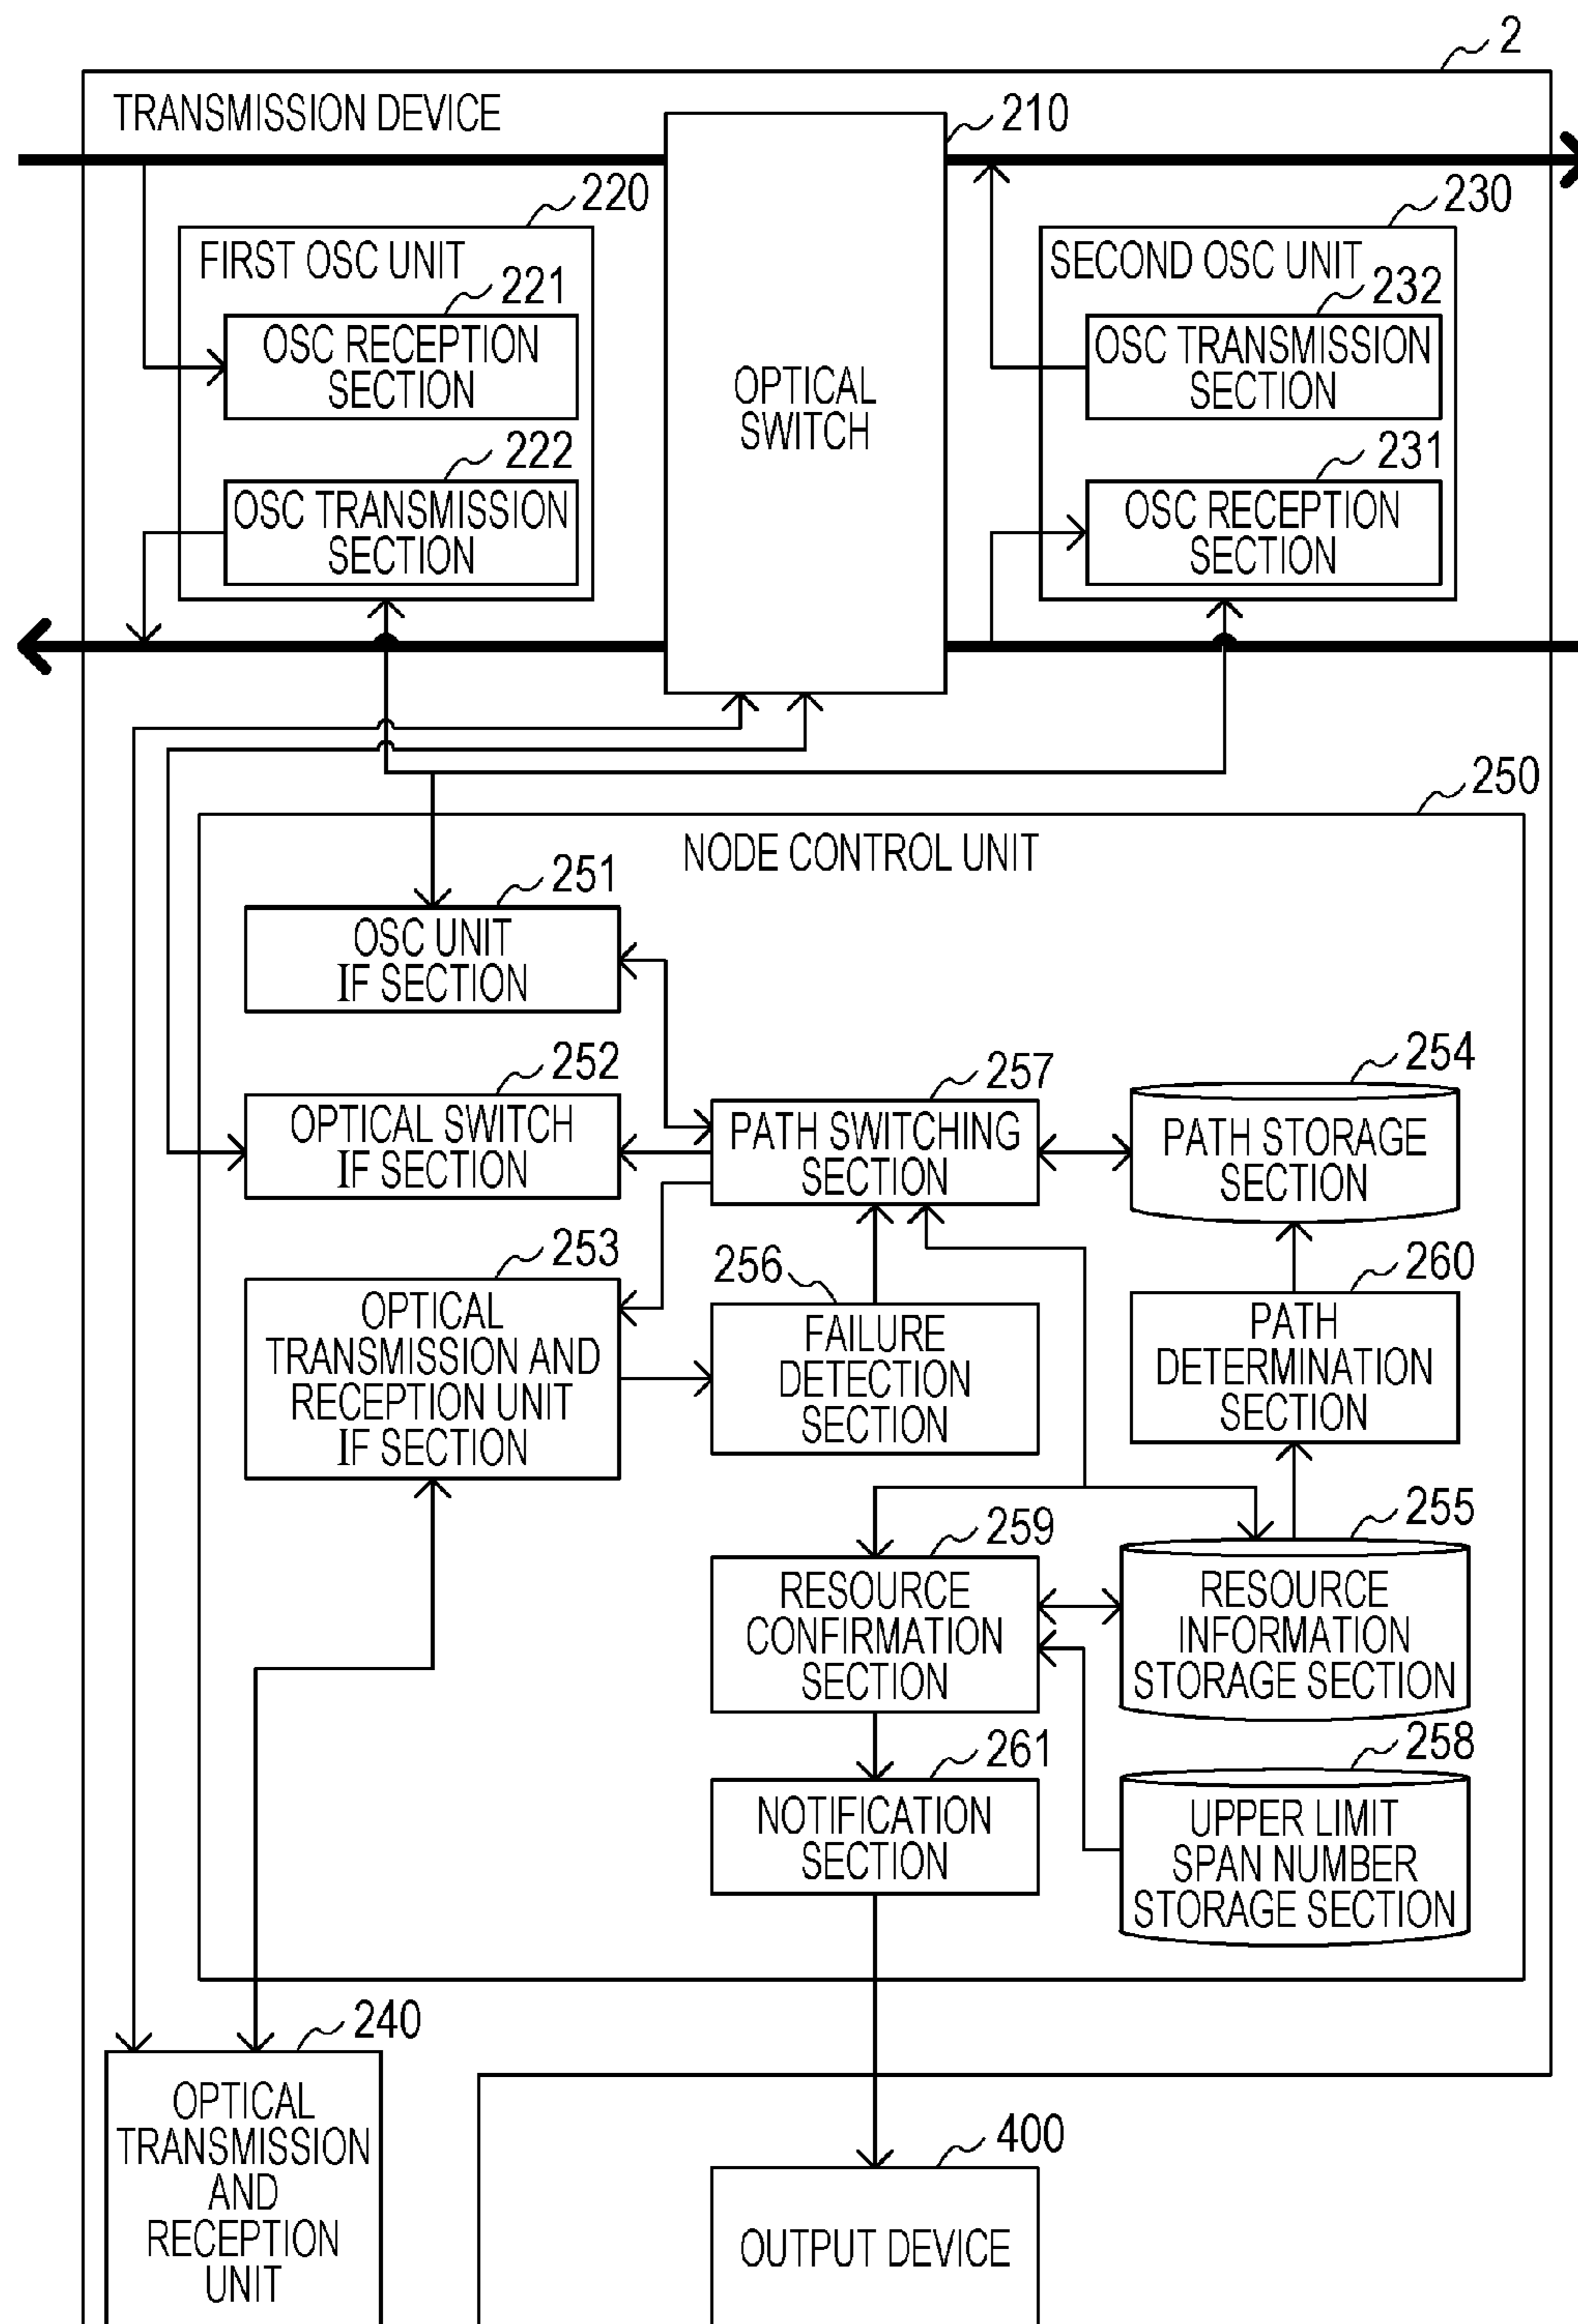 2
TRANSMISSION DEVICE
210
220
230
FIRST OSC UNIT
SECOND OSC UNIT
221
232
OSC RECEPTION
SECTION
OSC TRANSMISSION
SECTION
OPTICAL
SWITCH
222
231
OSC TRANSMISSION
SECTION
OSC RECEPTION
SECTION
250
NODE CONTROL UNIT
251
OSC UNIT
IF SECTION
252
257
254
OPTICAL SWITCH
IF SECTION
PATH SWITCHING
SECTION
PATH STORAGE
SECTION
253
256
260
OPTICAL
TRANSMISSION AND
RECEPTION UNIT
IF SECTION
FAILURE
DETECTION
SECTION
PATH
DETERMINATION
SECTION
259
255
RESOURCE
CONFIRMATION
SECTION
RESOURCE
INFORMATION
STORAGE SECTION
261
258
NOTIFICATION
SECTION
UPPER LIMIT
SPAN NUMBER
STORAGE SECTION
240
OPTICAL
TRANSMISSION
AND
RECEPTION
UNIT
400
OUTPUT DEVICE